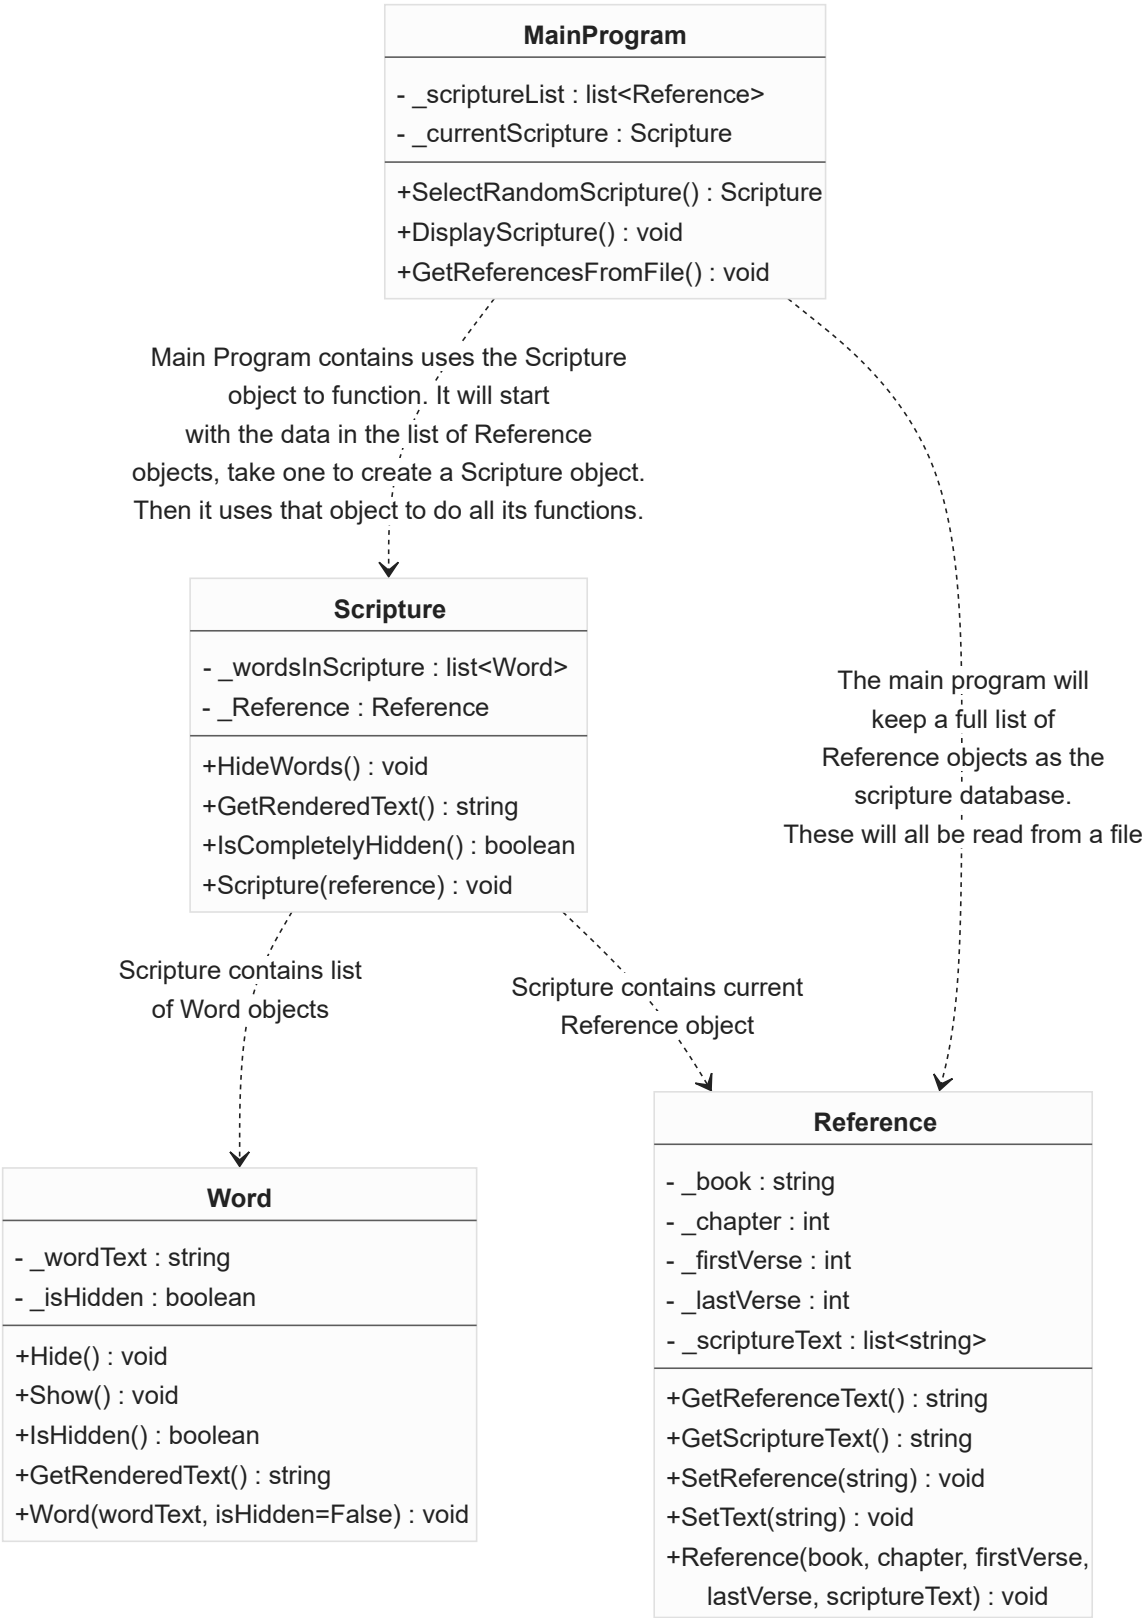 MainProgram
- _scriptureList : list<Reference>
- _currentScripture : Scripture
+SelectRandomScripture() : Scripture
+DisplayScripture() : void
+GetReferencesFromFile() : void
Main Program contains uses the Scripture
object to function. It will start
with the data in the list of Reference
objects, take one to create a Scripture object.
Then it uses that object to do all its functions.
Scripture
- _wordsInScripture : list<Word>
- _Reference : Reference
+HideWords() : void
+GetRenderedText() : string
+IsCompletelyHidden() : boolean
+Scripture(reference) : void
The main program will
keep a full list of
Reference objects as the
scripture database.
These will all be read from a file
Scripture contains list
of Word objects
Scripture contains current
Reference object
Word
- _wordText : string
- _isHidden : boolean
+Hide() : void
+Show() : void
+IsHidden() : boolean
+GetRenderedText() : string
+Word(wordText, isHidden=False) : void
Reference
- _book : string
- _chapter : int
- _firstVerse : int
- _lastVerse : int
- _scriptureText : list<string>
+GetReferenceText() : string
+GetScriptureText() : string
+SetReference(string) : void
+SetText(string) : void
+Reference(book, chapter, firstVerse,
lastVerse, scriptureText) : void